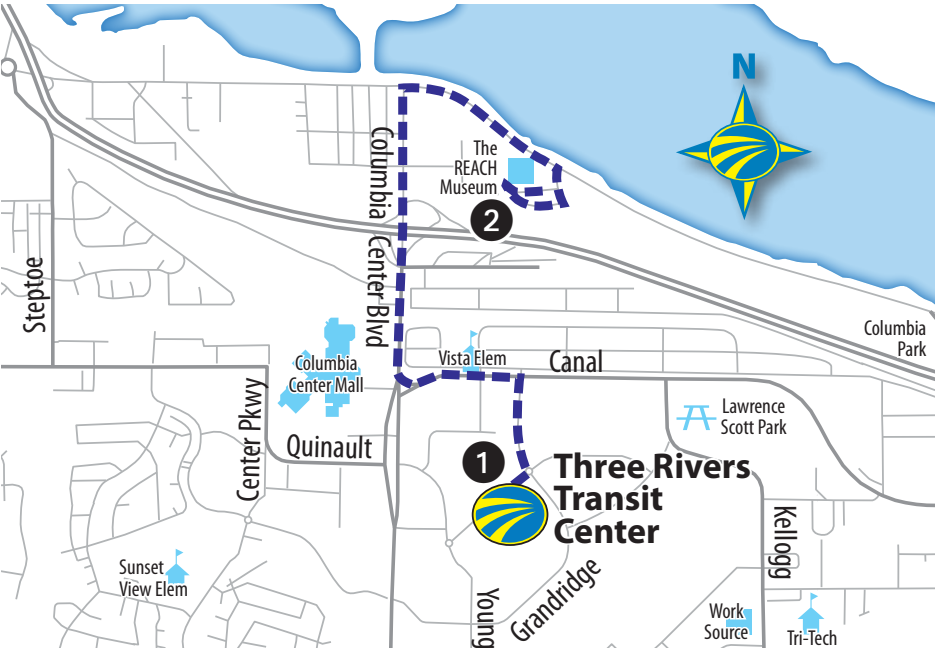 N
The
REACH
Museum
2
Columbia
Center Blvd
Steptoe
Columbia
Park
Vista Elem
Canal
Columbia
Center Mall
Center Pkwy
Quinault
Lawrence
Scott Park
1
Three Rivers
Transit
Center
Kellogg
Sunset
View Elem
Grandridge
Young
Work
Source
Tri-Tech